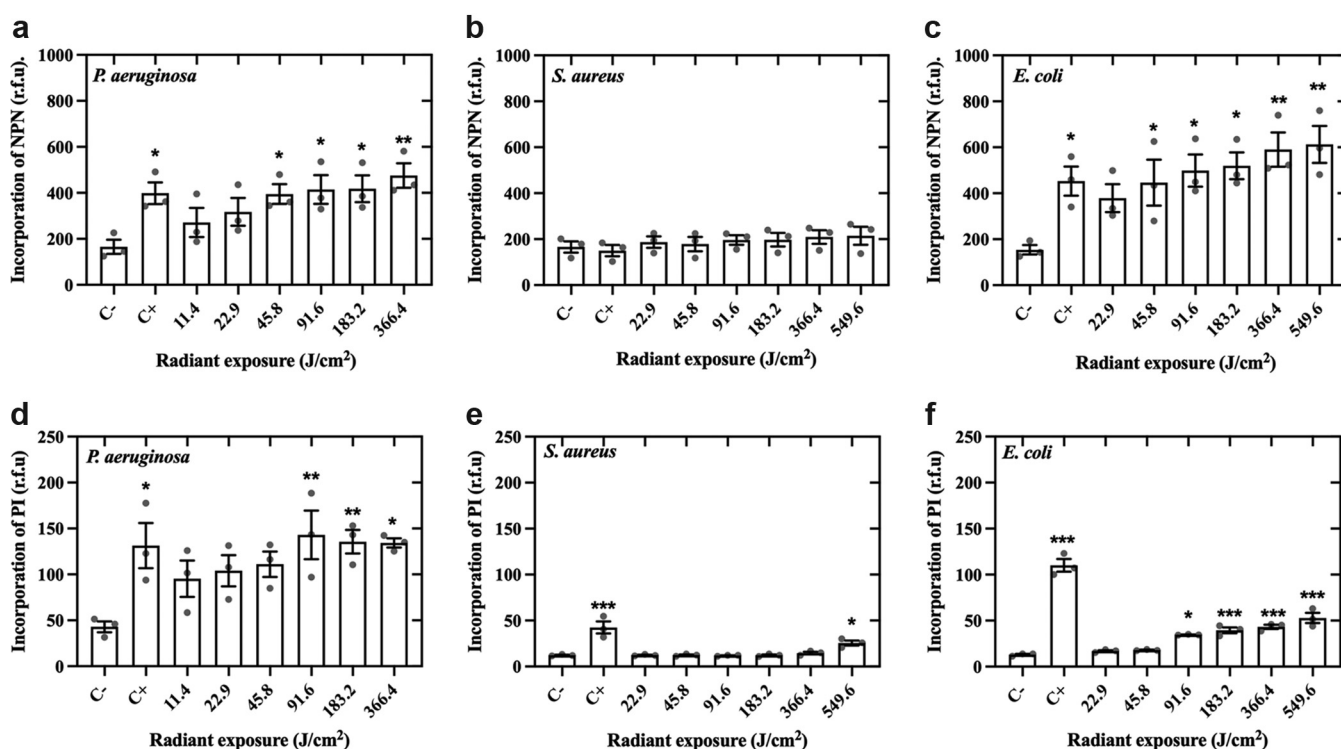 a
b
c
Incorporation of NPN (r.f.u).
1000
800
600
400
200
0
P. aeruginosa
*
*
*
*
**
C-
C+
11.4
22.9
45.8
91.6
183.2
366.4
Radiant exposure (J/cm²)
Incorporation of NPN (r.f.u.)
1000
800
600
400
200
0
S. aureus
C-
C+
22.9
45.8
91.6
183.2
366.4
549.6
Radiant exposure (J/cm²)
Incorporation of NPN (r.f.u.)
1000
800
600
400
200
0
E. coli
*
*
*
*
**
**
C-
C+
22.9
45.8
91.6
183.2
366.4
549.6
Radiant exposure (J/cm²)
d
e
f
Incorporation of PI (r.f.u)
250
200
150
100
50
0
P. aeruginosa
*
**
**
*
C-
C+
11.4
22.9
45.8
91.6
183.2
366.4
Radiant exposure (J/cm²)
Incorporation of PI (r.f.u)
250
200
150
100
50
0
S. aureus
***
*
C-
C+
22.9
45.8
91.6
183.2
366.4
549.6
Radiant exposure (J/cm²)
Incorporation of PI (r.f.u)
250
200
150
100
50
0
E. coli
***
*
***
***
***
C-
C+
22.9
45.8
91.6
183.2
366.4
549.6
Radiant exposure (J/cm²)